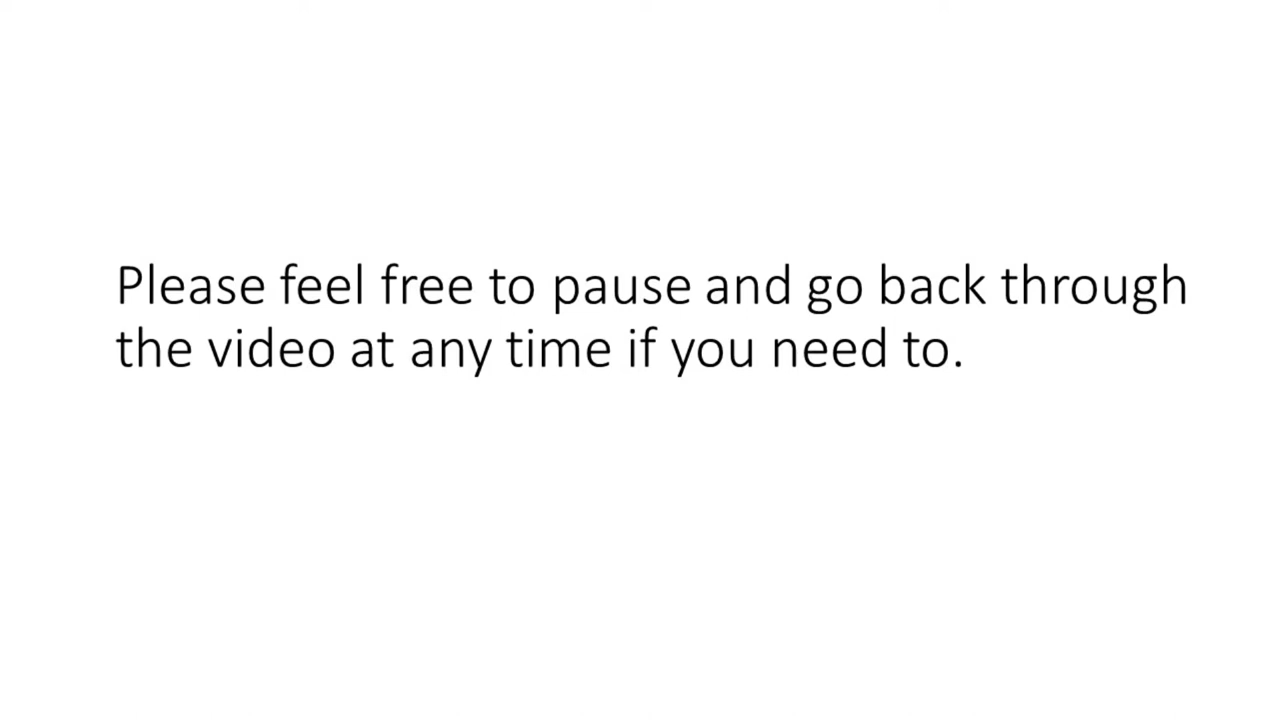 Please feel free to pause and go back through
the video at any time if you need to.